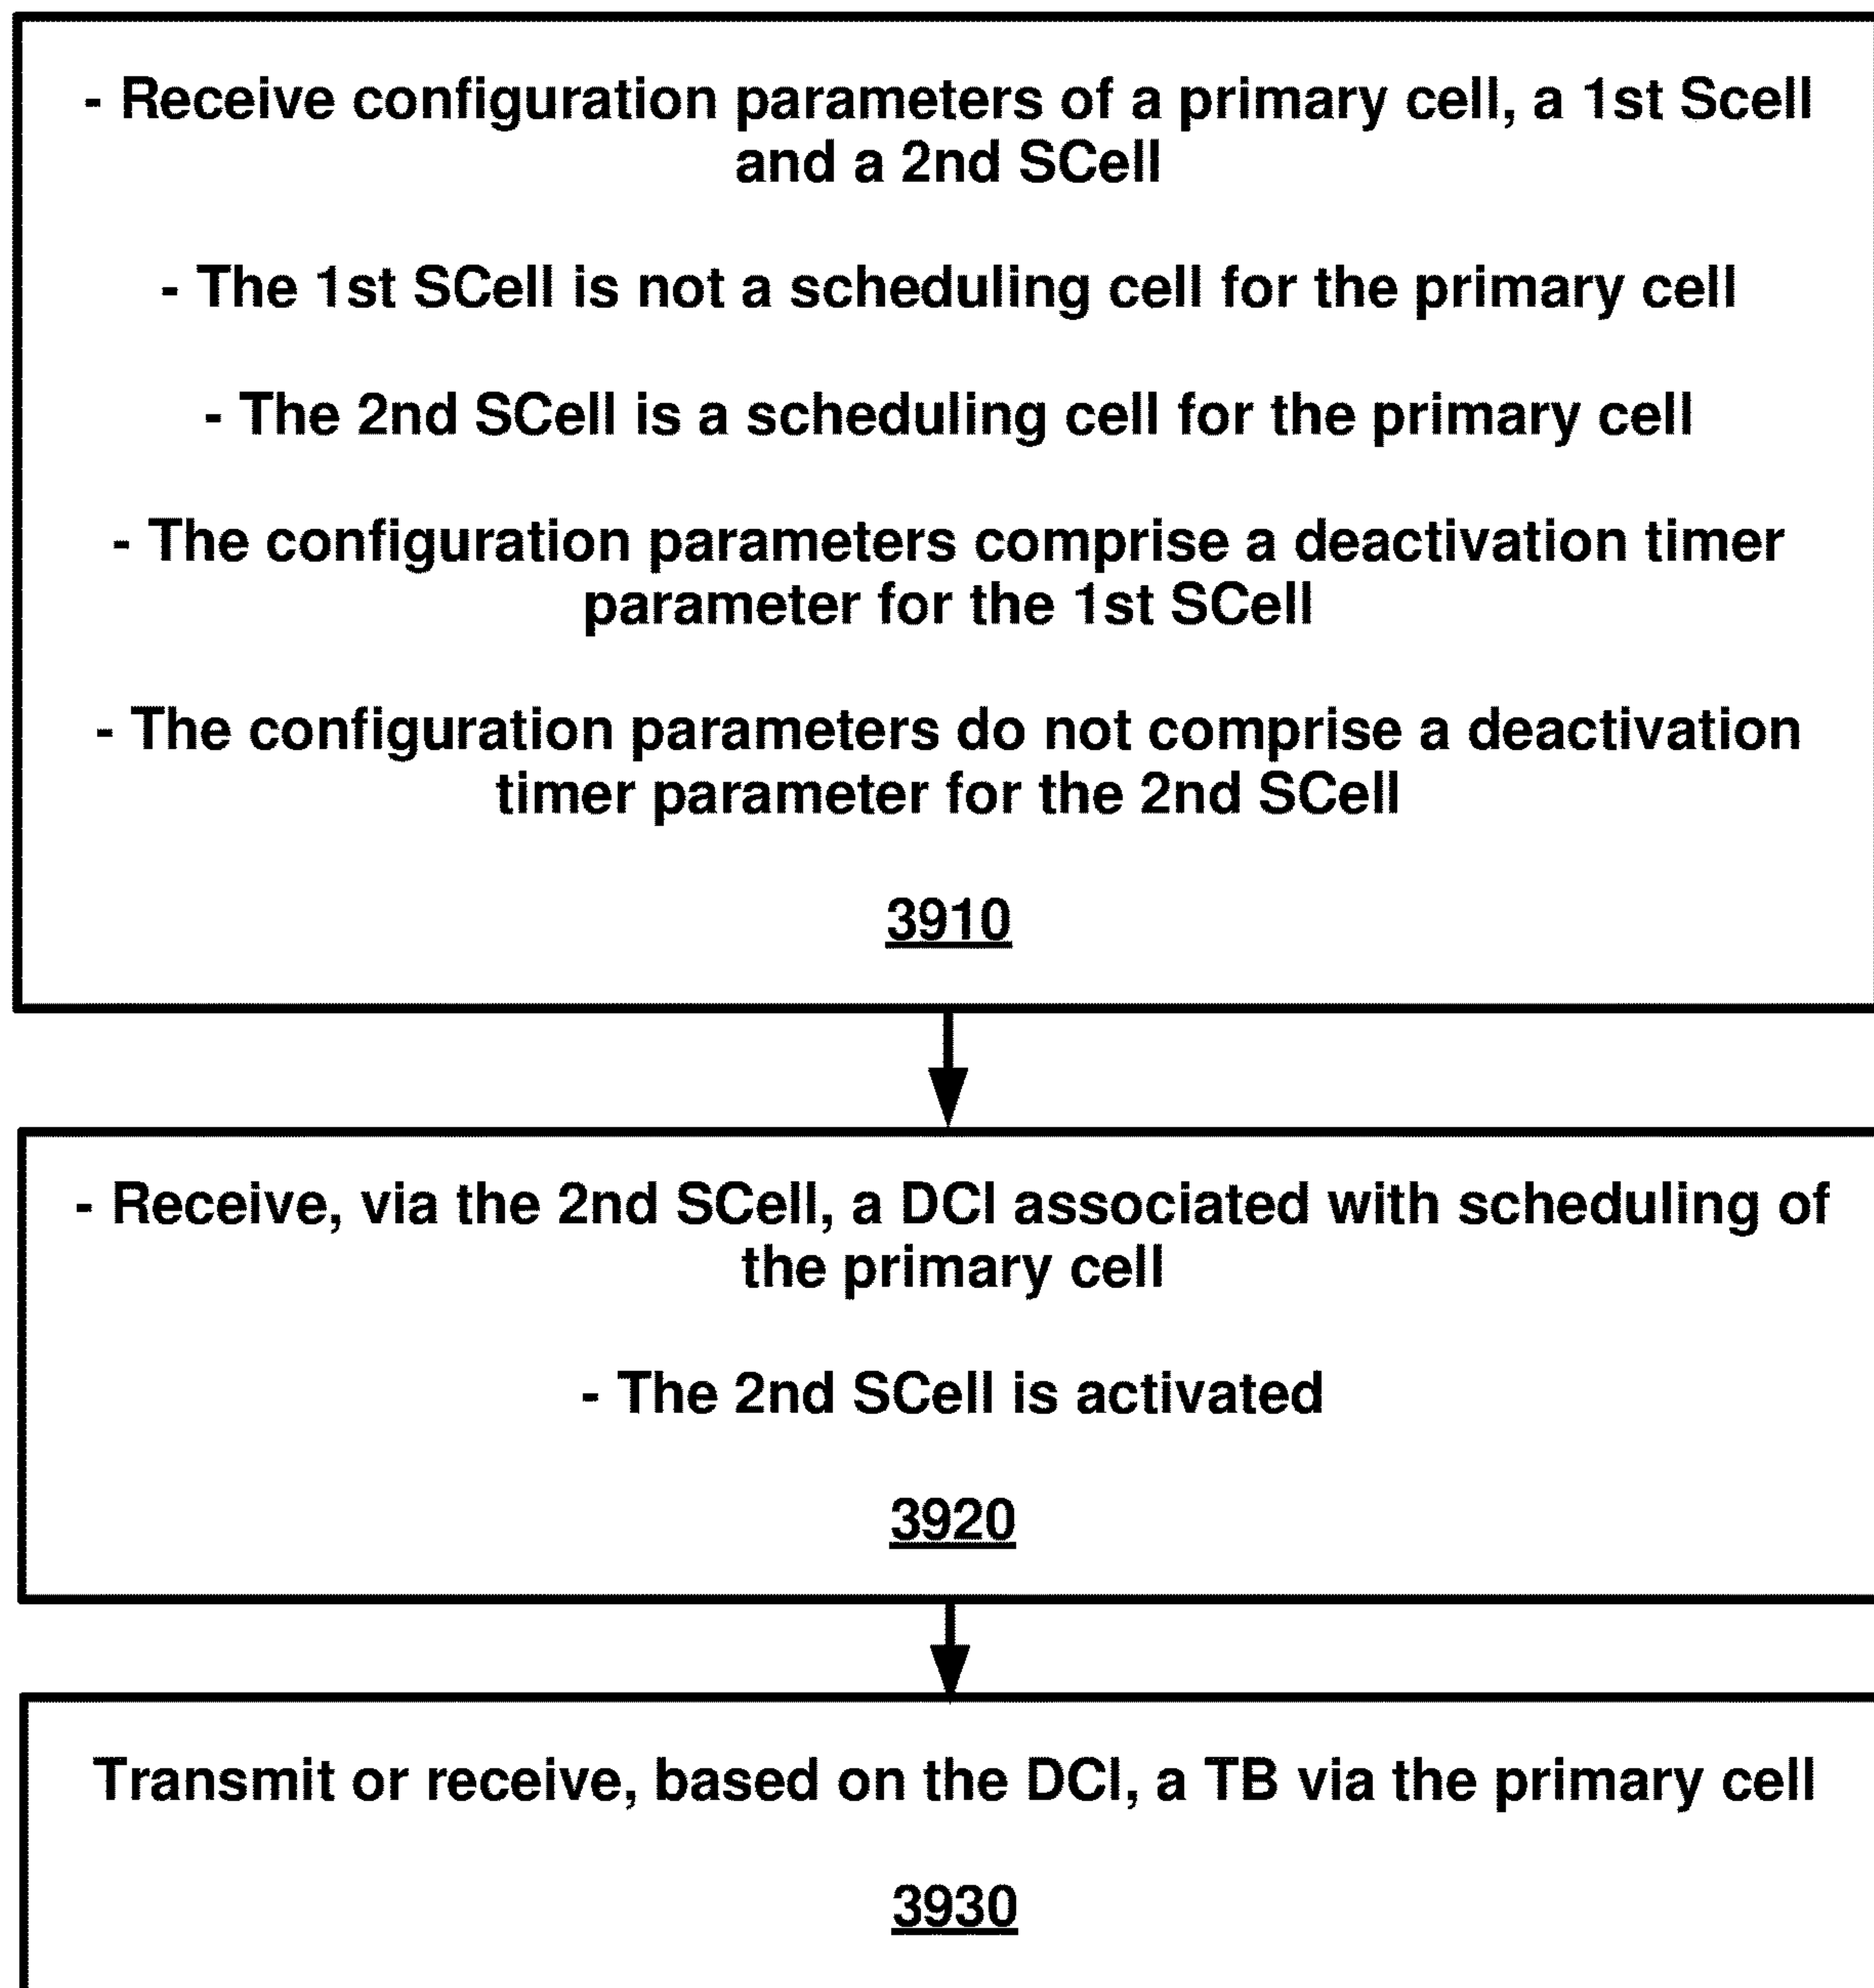 - Receive configuration parameters of a primary cell, a 1st Scell
and a 2nd SCell
- The 1st SCell is not a scheduling cell for the primary cell
- The 2nd SCell is a scheduling cell for the primary cell
- The configuration parameters comprise a deactivation timer
parameter for the 1st SCell
- The configuration parameters do not comprise a deactivation
timer parameter for the 2nd SCell
3910
- Receive, via the 2nd SCell, a DCI associated with scheduling of
the primary cell
- The 2nd SCell is activated
3920
Transmit or receive, based on the DCI, a TB via the primary cell
3930